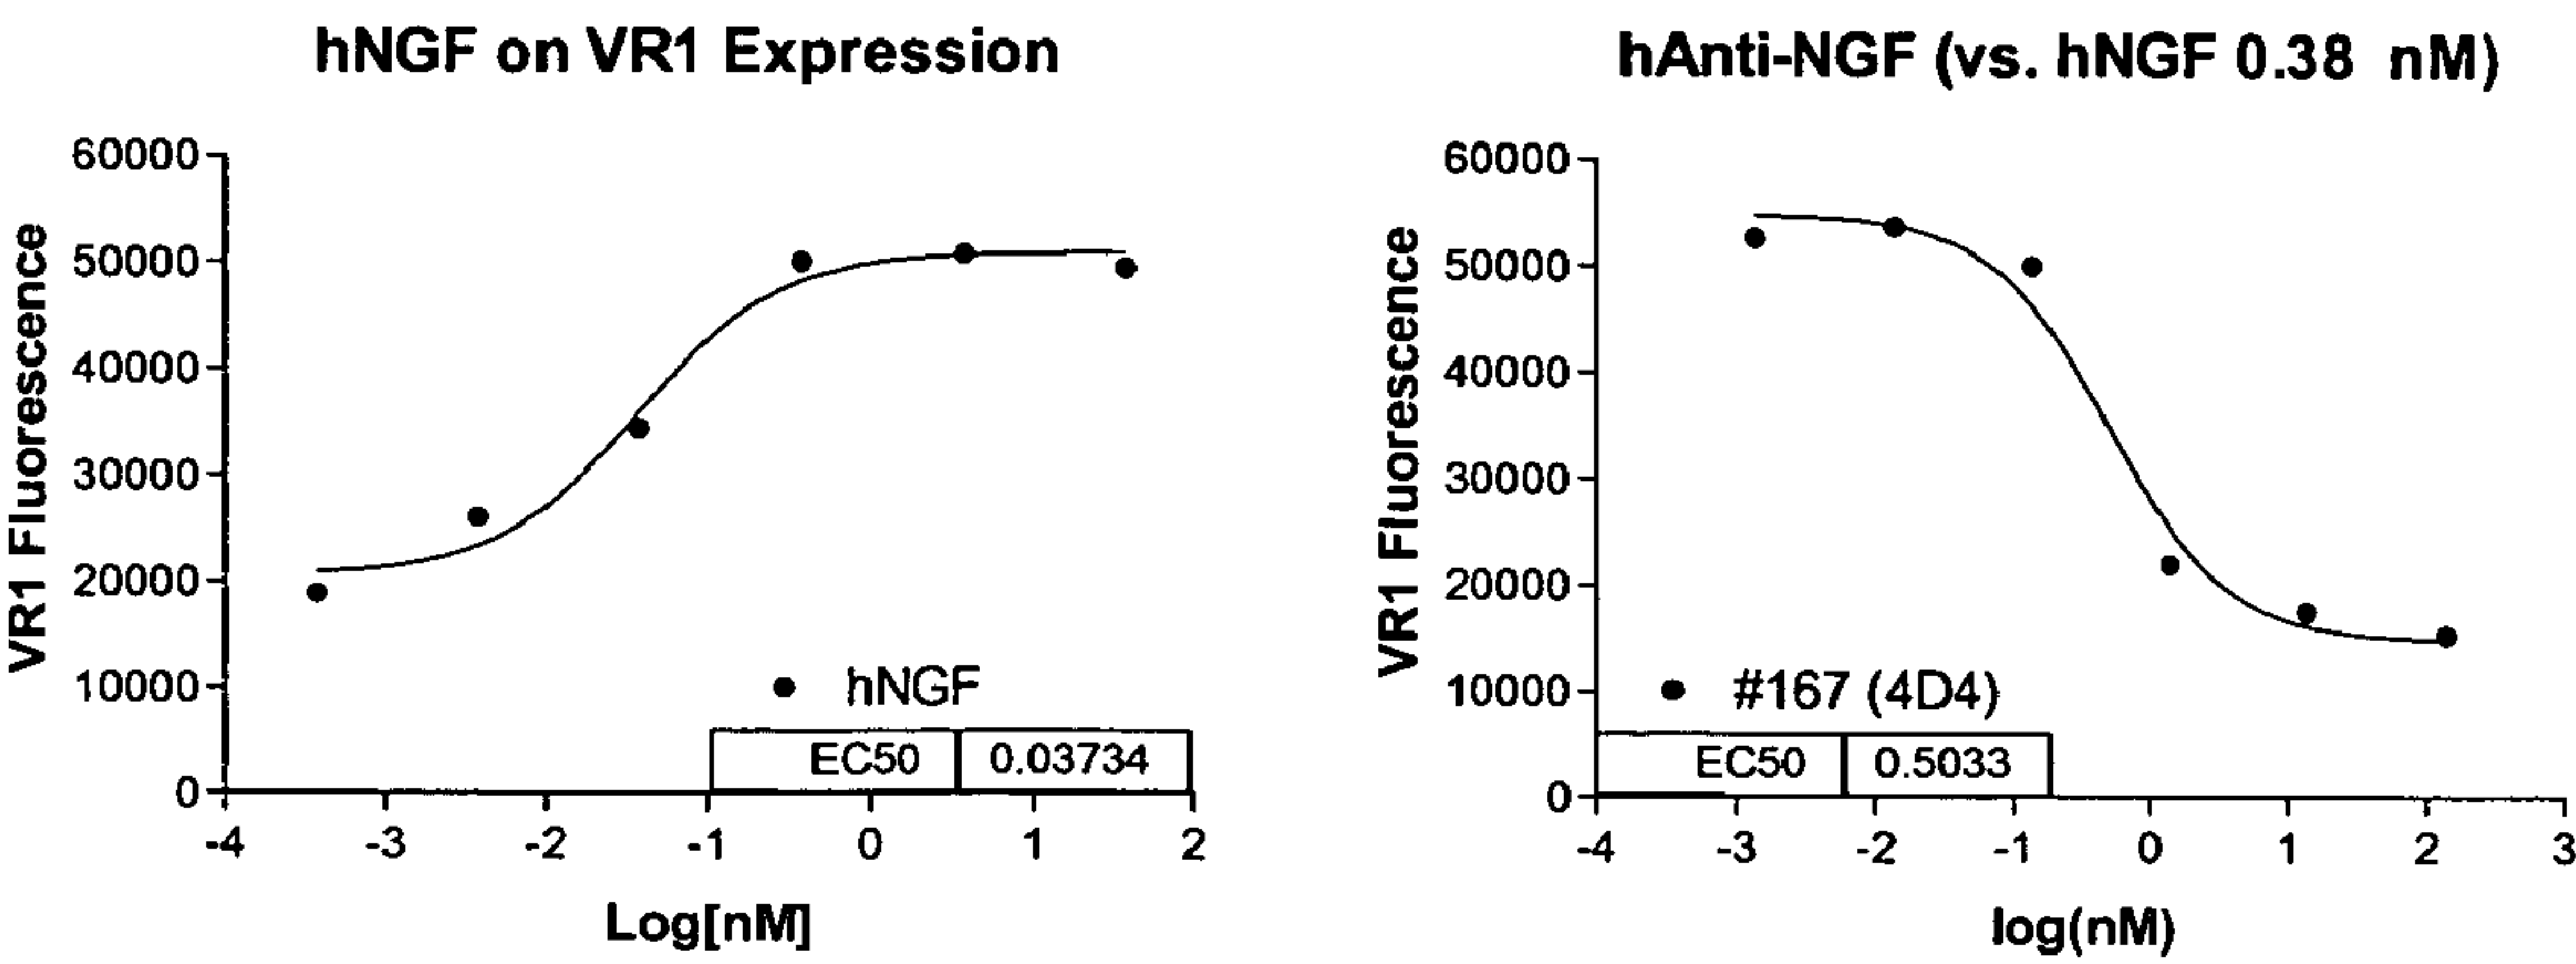 hNGF on VR1 Expression
VR1 Fluorescence
60000
50000
40000
30000
20000
10000
0
hNGF
EC50 0.03734
-4 -3 -2 -1 0 1 2
Log[nM]
hAnti-NGF (vs. hNGF 0.38 nM)
VR1 Fluorescence
60000
50000
40000
30000
20000
10000
0
#167 (4D4)
EC50 0.5033
-4 -3 -2 -1 0 1 2 3
log(nM)